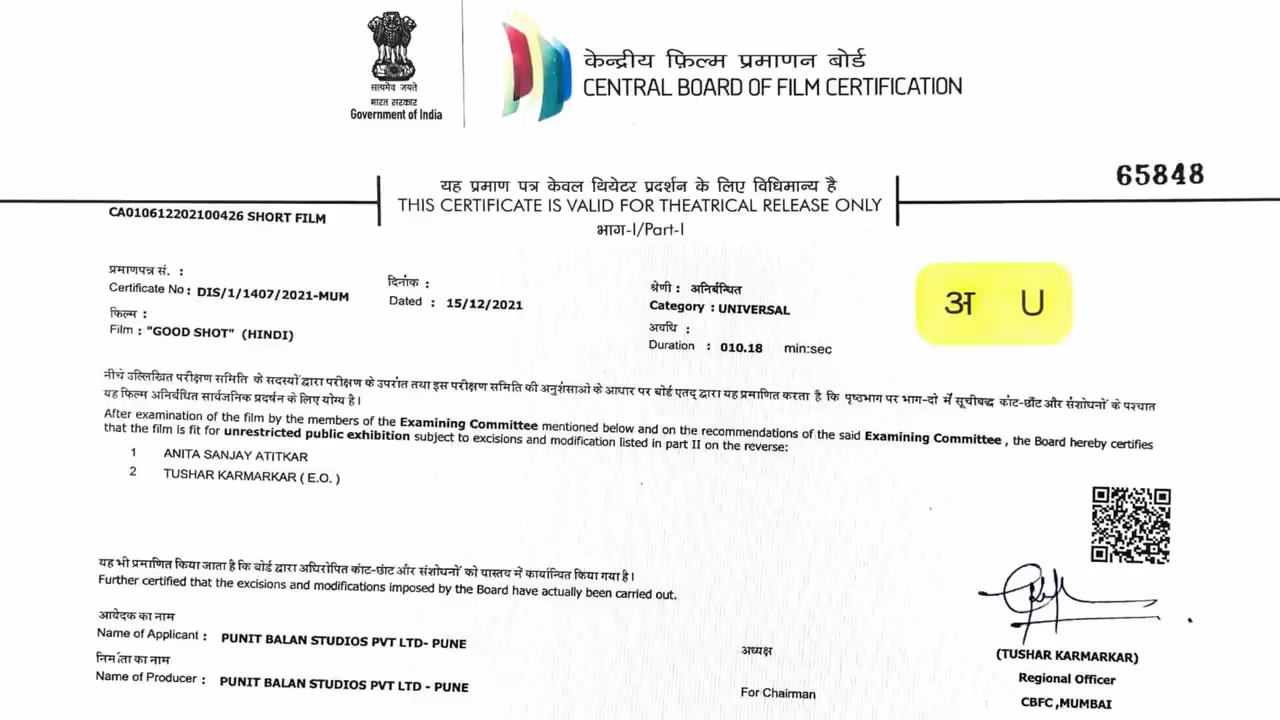 सत्यमेव जयते
भारत सरकार
Government of India
केन्द्रीय फ़िल्म प्रमाणन बोर्ड
CENTRAL BOARD OF FILM CERTIFICATION
65848
यह प्रमाण पत्र केवल थियेटर प्रदर्शन के लिए विधिमान्य है
THIS CERTIFICATE IS VALID FOR THEATRICAL RELEASE ONLY
भाग-I/Part-I
CA010612202100426 SHORT FILM
प्रमाणपत्र सं. :
Certificate No : DIS/1/1407/2021-MUM
दिनांक :
Dated : 15/12/2021
श्रेणी : अनिर्बन्धित
Category : UNIVERSAL
अ U
फिल्म :
Film : "GOOD SHOT" (HINDI)
अवधि :
Duration : 010.18 min:sec
नीचे उल्लिखित परीक्षण समिति के सदस्यों द्वारा परीक्षण के उपरांत तथा इस परीक्षण समिति की अनुशंसाओ के आधार पर बोर्ड एतद् द्वारा यह प्रमाणित करता है कि पृष्ठभाग पर भाग-दो में सूचीबद्ध कांट-छाँट और संशोधनों के पश्चात
यह फिल्म अनिर्बंधित सार्वजनिक प्रदर्शन के लिए योग्य है।
After examination of the film by the members of the Examining Committee mentioned below and on the recommendations of the said Examining Committee , the Board hereby certifies
that the film is fit for unrestricted public exhibition subject to excisions and modification listed in part II on the reverse:
1 ANITA SANJAY ATITKAR
2 TUSHAR KARMARKAR ( E.O. )
यह भी प्रमाणित किया जाता है कि बोर्ड द्वारा अधिरोपित कांट-छांट और संशोधनों को वास्तव में कार्यान्वित किया गया है।
Further certified that the excisions and modifications imposed by the Board have actually been carried out.
आवेदक का नाम
Name of Applicant : PUNIT BALAN STUDIOS PVT LTD- PUNE
निर्माता का नाम
Name of Producer : PUNIT BALAN STUDIOS PVT LTD - PUNE
अध्यक्ष
For Chairman
(TUSHAR KARMARKAR)
Regional Officer
CBFC ,MUMBAI